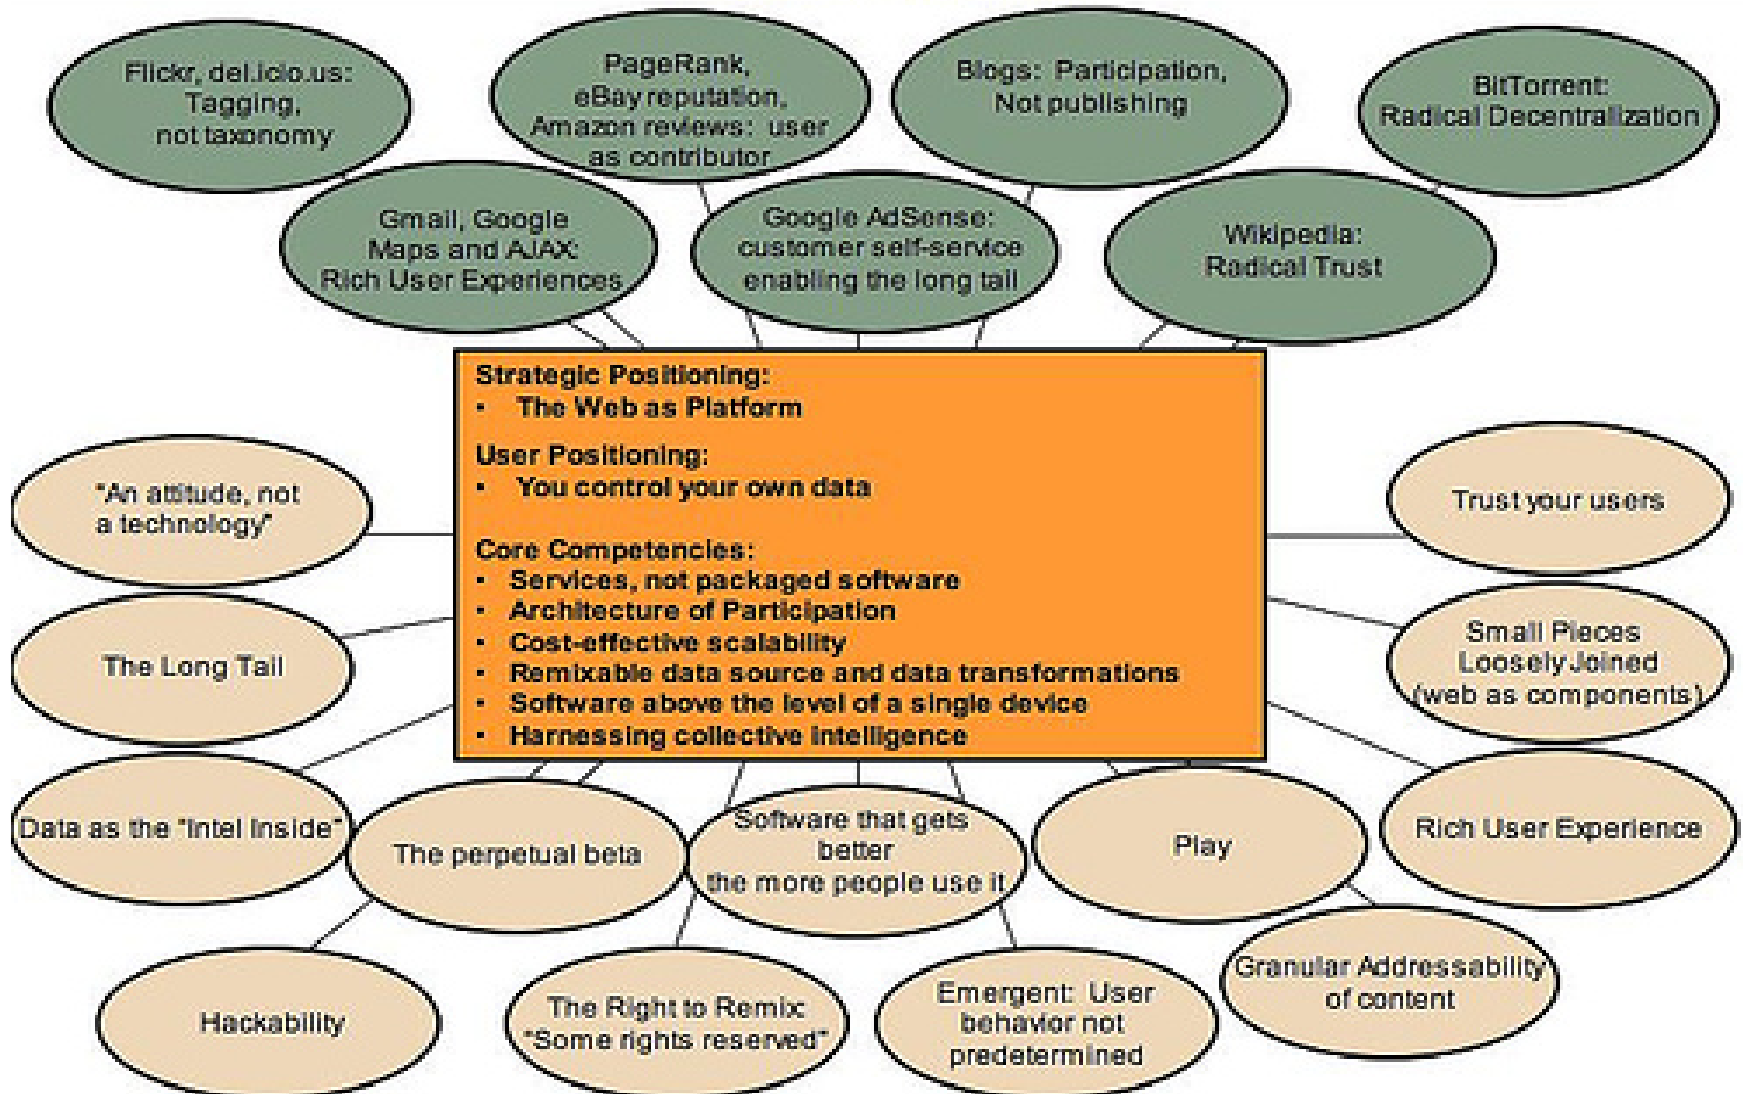 Flickr, del.icio.us:
Tagging,
not taxonomy
PageRank,
eBay reputation,
Amazon reviews: user
as contributor
Blogs: Participation,
Not publishing
BitTorrent:
Radical Decentralization
Gmail, Google
Maps and AJAX:
Rich User Experiences
Google AdSense:
customer self-service
enabling the long tail
Wikipedia:
Radical Trust
Strategic Positioning:
• The Web as Platform
User Positioning:
• You control your own data
Core Competencies:
• Services, not packaged software
• Architecture of Participation
• Cost-effective scalability
• Remixable data source and data transformations
• Software above the level of a single device
• Harnessing collective intelligence
"An attitude, not
a technology"
Trust your users
The Long Tail
Small Pieces
Loosely Joined
(web as components)
Data as the "Intel Inside"
The perpetual beta
Software that gets
better
the more people use it
Play
Rich User Experience
Hackability
The Right to Remix:
"Some rights reserved"
Emergent: User
behavior not
predetermined
Granular Addressability
of content